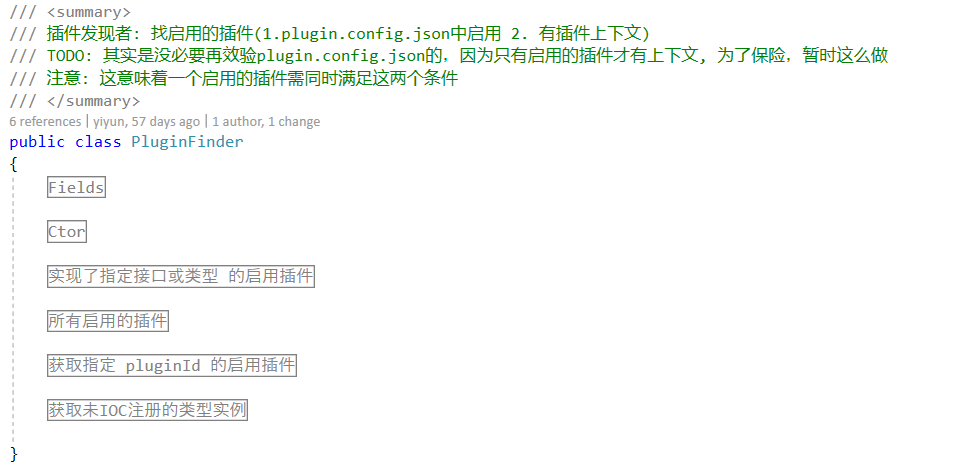 /// <summary>
/// 插件发现者: 找启用的插件(1.plugin.config.json中启用 2. 有插件上下文)
/// TODO: 其实是没必要再效验plugin.config.json的，因为只有启用的插件才有上下文, 为了保险，暂时这么做
/// 注意: 这意味着一个启用的插件需同时满足这两个条件
/// </summary>
6 references | yiyun, 57 days ago | 1 author, 1 change
public class PluginFinder
{
Fields
Ctor
实现了指定接口或类型 的启用插件
所有启用的插件
获取指定 pluginId 的启用插件
获取未IOC注册的类型实例
}